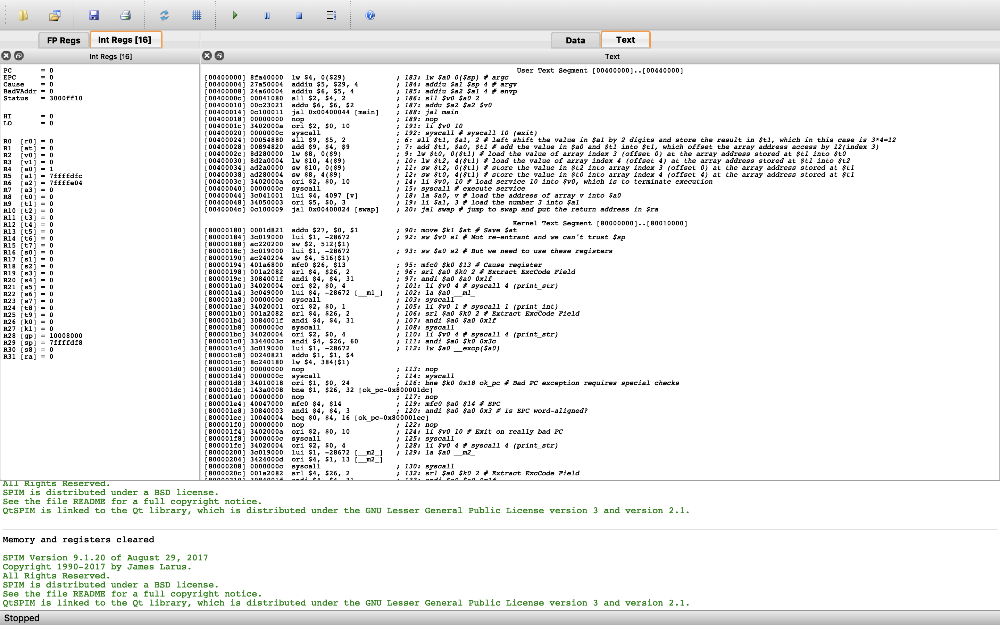 FP Regs
Int Regs [16]
Data
Text
Int Regs [16]
Text
PC       = 0
EPC      = 0
Cause    = 0
BadVAddr = 0
Status   = 3000ff10
HI       = 0
LO       = 0
R0  [r0] = 0
R1  [at] = 0
R2  [v0] = 0
R3  [v1] = 0
R4  [a0] = 1
R5  [a1] = 7ffffdfc
R6  [a2] = 7ffffe04
R7  [a3] = 0
R8  [t0] = 0
R9  [t1] = 0
R10 [t2] = 0
R11 [t3] = 0
R12 [t4] = 0
R13 [t5] = 0
R14 [t6] = 0
R15 [t7] = 0
R16 [s0] = 0
R17 [s1] = 0
R18 [s2] = 0
R19 [s3] = 0
R20 [s4] = 0
R21 [s5] = 0
R22 [s6] = 0
R23 [s7] = 0
R24 [t8] = 0
R25 [t9] = 0
R26 [k0] = 0
R27 [k1] = 0
R28 [gp] = 10008000
R29 [sp] = 7ffffdf8
R30 [s8] = 0
R31 [ra] = 0
User Text Segment [00400000]..[00440000]
[00400000] 8fa40000  lw $4, 0($29)            ; 183: lw $a0 0($sp) # argc
[00400004] 27a50004  addiu $5, $29, 4         ; 184: addiu $a1 $sp 4 # argv
[00400008] 24a60004  addiu $6, $5, 4          ; 185: addiu $a2 $a1 4 # envp
[0040000c] 00041080  sll $2, $4, 2            ; 186: sll $v0 $a0 2
[00400010] 00c23021  addu $6, $6, $2          ; 187: addu $a2 $a2 $v0
[00400014] 0c100011  jal 0x00400044 [main]    ; 188: jal main
[00400018] 00000000  nop                      ; 189: nop
[0040001c] 3402000a  ori $2, $0, 10           ; 191: li $v0 10
[00400020] 0000000c  syscall                  ; 192: syscall # syscall 10 (exit)
[00400024] 00054880  sll $9, $5, 2            ; 6: sll $t1, $a1, 2 # left shift the value in $a1 by 2 digits and store the result in $t1, which in this case is 3*4=12
[00400028] 00894820  add $9, $4, $9           ; 7: add $t1, $a0, $t1 # add the value in $a0 and $t1 into $t1, which offset the array address access by 12(index 3)
[0040002c] 8d280000  lw $8, 0($9)             ; 9: lw $t0, 0($t1) # load the value of array index 3 (offset 0) at the array address stored at $t1 into $t0
[00400030] 8d2a0004  lw $10, 4($9)            ; 10: lw $t2, 4($t1) # load the value of array index 4 (offset 4) at the array address stored at $t1 into $t2
[00400034] ad2a0000  sw $10, 0($9)            ; 11: sw $t2, 0($t1) # store the value in $t2 into array index 3 (offset 0) at the array address stored at $t1
[00400038] ad280004  sw $8, 4($9)             ; 12: sw $t0, 4($t1) # store the value in $t0 into array index 4 (offset 4) at the array address stored at $t1
[0040003c] 3402000a  ori $2, $0, 10           ; 14: li $v0, 10 # load service 10 into $v0, which is to terminate execution
[00400040] 0000000c  syscall                  ; 15: syscall # execute service
[00400044] 3c041001  lui $4, 4097 [v]         ; 18: la $a0, v # load the address of array v into $a0
[00400048] 34050003  ori $5, $0, 3            ; 19: li $a1, 3 # load the number 3 into $a1
[0040004c] 0c100009  jal 0x00400024 [swap]    ; 20: jal swap # jump to swap and put the return address in $ra
Kernel Text Segment [80000000]..[80010000]
[80000180] 0001d821  addu $27, $0, $1         ; 90: move $k1 $at # Save $at
[80000184] 3c019000  lui $1, -28672           ; 92: sw $v0 s1 # Not re-entrant and we can't trust $sp
[80000188] ac220200  sw $2, 512($1)
[8000018c] 3c019000  lui $1, -28672           ; 93: sw $a0 s2 # But we need to use these registers
[80000190] ac240204  sw $4, 516($1)
[80000194] 401a6800  mfc0 $26, $13            ; 95: mfc0 $k0 $13 # Cause register
[80000198] 001a2082  srl $4, $26, 2           ; 96: srl $a0 $k0 2 # Extract ExcCode Field
[8000019c] 3084001f  andi $4, $4, 31          ; 97: andi $a0 $a0 0x1f
[800001a0] 34020004  ori $2, $0, 4            ; 101: li $v0 4 # syscall 4 (print_str)
[800001a4] 3c049000  lui $4, -28672 [__m1_]   ; 102: la $a0 __m1_
[800001a8] 0000000c  syscall                  ; 103: syscall
[800001ac] 34020001  ori $2, $0, 1            ; 105: li $v0 1 # syscall 1 (print_int)
[800001b0] 001a2082  srl $4, $26, 2           ; 106: srl $a0 $k0 2 # Extract ExcCode Field
[800001b4] 3084001f  andi $4, $4, 31          ; 107: andi $a0 $a0 0x1f
[800001b8] 0000000c  syscall                  ; 108: syscall
[800001bc] 34020004  ori $2, $0, 4            ; 110: li $v0 4 # syscall 4 (print_str)
[800001c0] 3344003c  andi $4, $26, 60         ; 111: andi $a0 $k0 0x3c
[800001c4] 3c019000  lui $1, -28672           ; 112: lw $a0 __excp($a0)
[800001c8] 00240821  addu $1, $1, $4
[800001cc] 8c240180  lw $4, 384($1)
[800001d0] 00000000  nop                      ; 113: nop
[800001d4] 0000000c  syscall                  ; 114: syscall
[800001d8] 34010018  ori $1, $0, 24           ; 116: bne $k0 0x18 ok_pc # Bad PC exception requires special checks
[800001dc] 143a0008  bne $1, $26, 32 [ok_pc-0x800001dc]
[800001e0] 00000000  nop                      ; 117: nop
[800001e4] 40047000  mfc0 $4, $14             ; 119: mfc0 $a0 $14 # EPC
[800001e8] 30840003  andi $4, $4, 3           ; 120: andi $a0 $a0 0x3 # Is EPC word-aligned?
[800001ec] 10040004  beq $0, $4, 16 [ok_pc-0x800001ec]
[800001f0] 00000000  nop                      ; 122: nop
[800001f4] 3402000a  ori $2, $0, 10           ; 124: li $v0 10 # Exit on really bad PC
[800001f8] 0000000c  syscall                  ; 125: syscall
[800001fc] 34020004  ori $2, $0, 4            ; 128: li $v0 4 # syscall 4 (print_str)
[80000200] 3c019000  lui $1, -28672 [__m2_]   ; 129: la $a0 __m2_
[80000204] 3424000d  ori $4, $1, 13 [__m2_]
[80000208] 0000000c  syscall                  ; 130: syscall
[8000020c] 001a2082  srl $4, $26, 2           ; 132: srl $a0 $k0 2 # Extract ExcCode Field
[80000210] 3084001f  andi $4, $4, 31          ; 133: andi $a0 $a0 0x1f
All Rights Reserved.
SPIM is distributed under a BSD license.
See the file README for a full copyright notice.
QtSPIM is linked to the Qt library, which is distributed under the GNU Lesser General Public License version 3 and version 2.1.
Memory and registers cleared
SPIM Version 9.1.20 of August 29, 2017
Copyright 1990-2017 by James Larus.
All Rights Reserved.
SPIM is distributed under a BSD license.
See the file README for a full copyright notice.
QtSPIM is linked to the Qt library, which is distributed under the GNU Lesser General Public License version 3 and version 2.1.
Stopped